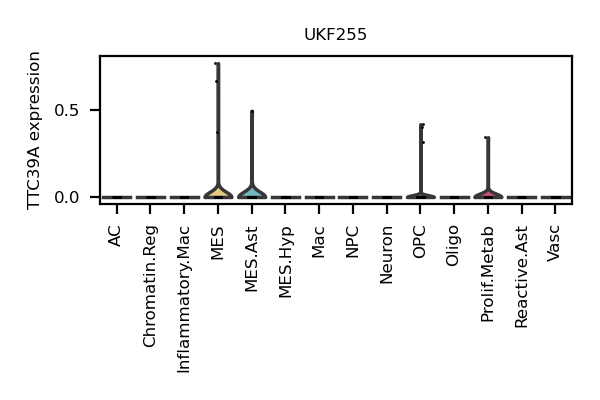 UKF255
TTC39A expression
0.5
0.0
AC
Chromatin.Reg
Inflammatory.Mac
MES
MES.Ast
MES.Hyp
Mac
NPC
Neuron
OPC
Oligo
Prolif.Metab
Reactive.Ast
Vasc